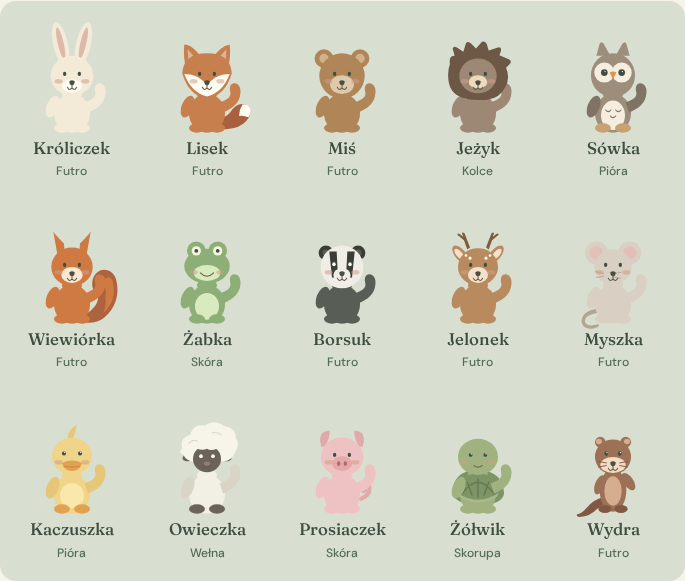 Króliczek
Lisek
Miś
Jeżyk
Sówka
Futro
Futro
Futro
Kolce
Pióra
Wiewiórka
Żabka
Borsuk
Jelonek
Myszka
Futro
Skóra
Futro
Futro
Futro
Kaczuszka
Owieczka
Prosiaczek
Żółwik
Wydra
Pióra
Wełna
Skóra
Skorupa
Futro